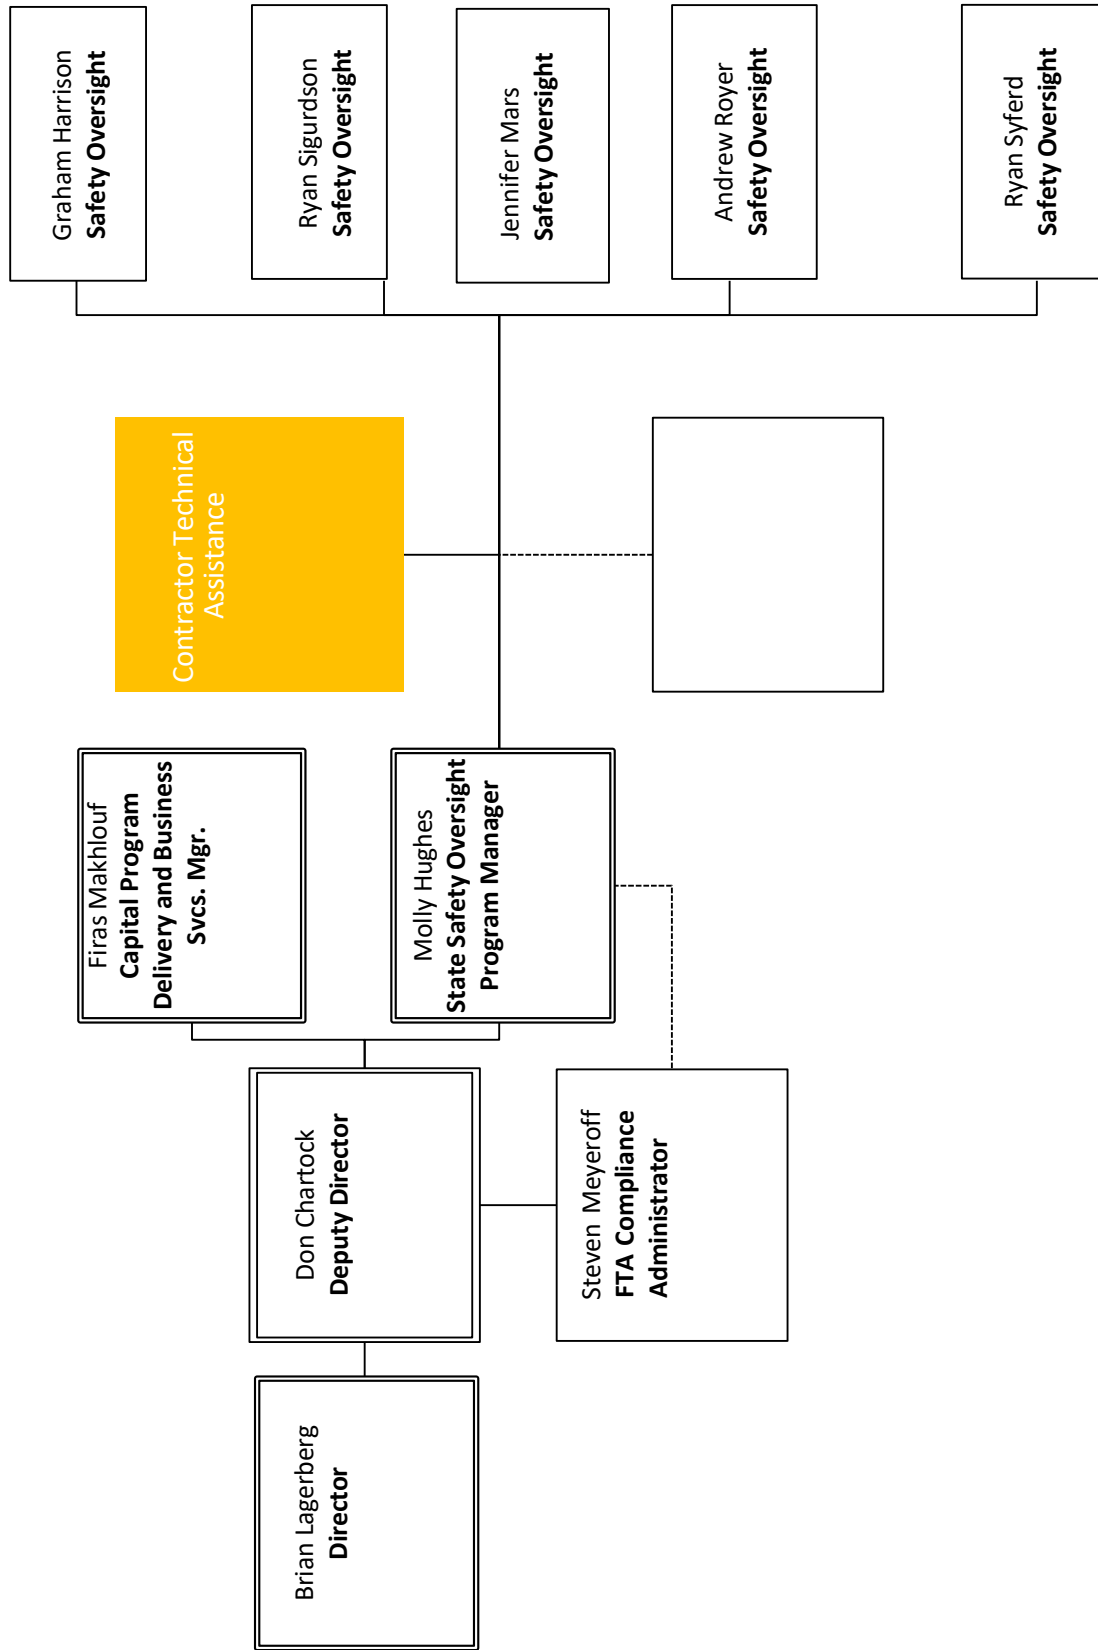 Brian Lagerberg
Director
Don Chartock
Deputy Director
Steven Meyeroff
FTA Compliance
Administrator
Firas Makhlouf
Capital Program
Delivery and Business
Svcs. Mgr.
Molly Hughes
State Safety Oversight
Program Manager
Contractor Technical
Assistance
Graham Harrison
Safety Oversight
Ryan Sigurdson
Safety Oversight
Jennifer Mars
Safety Oversight
Andrew Royer
Safety Oversight
Ryan Syferd
Safety Oversight